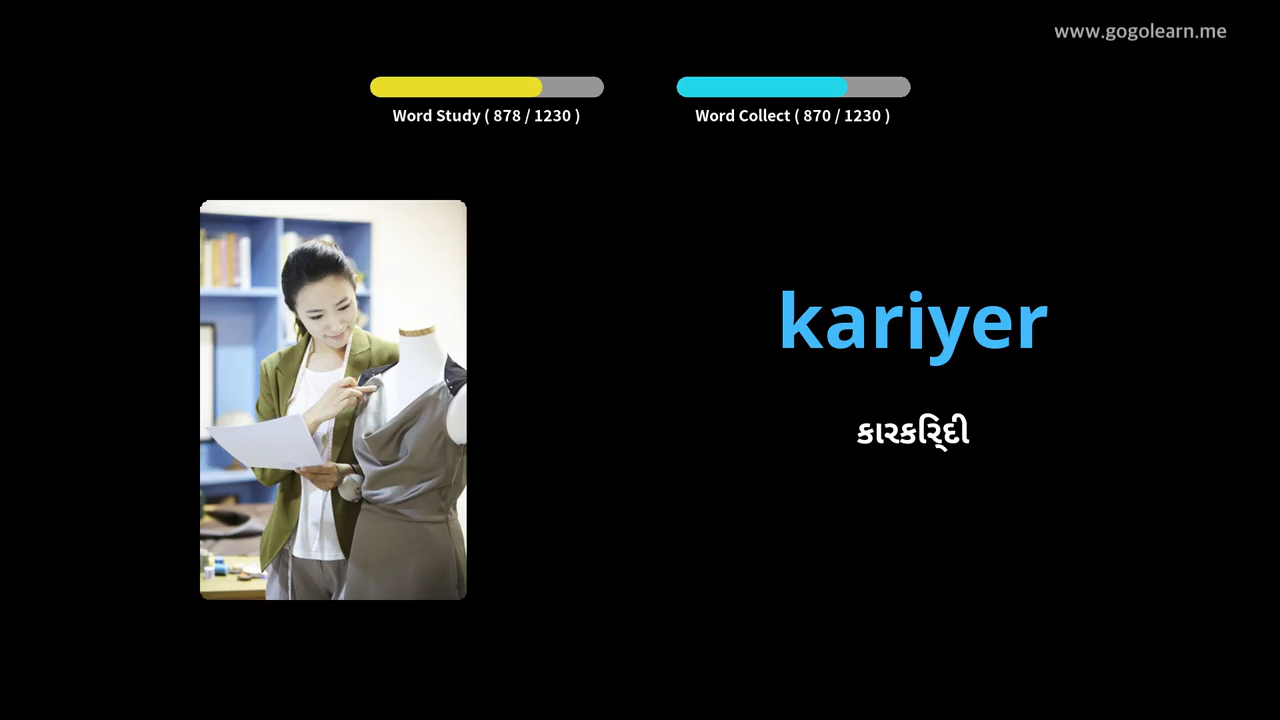 www.gogolearn.me
Word Study ( 878 / 1230 )
Word Collect ( 870 / 1230 )
kariyer
કારકિર્દી